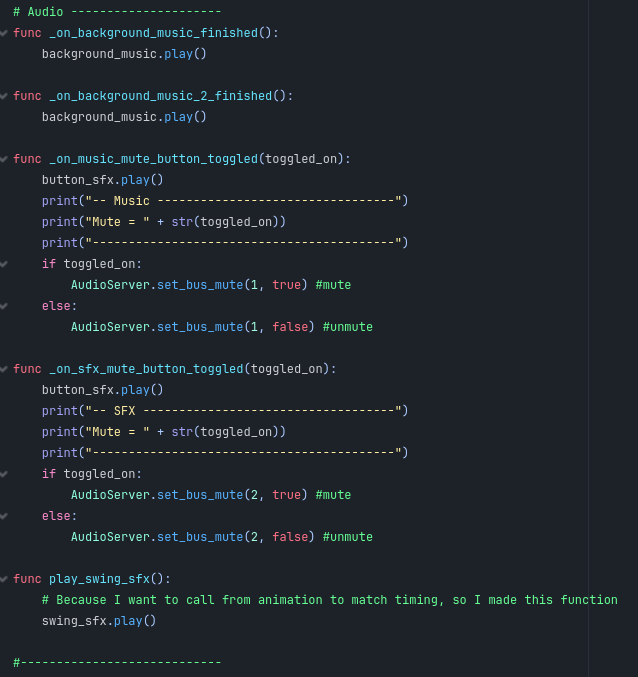 # Audio ---------------------
func _on_background_music_finished():
    background_music.play()

func _on_background_music_2_finished():
    background_music.play()

func _on_music_mute_button_toggled(toggled_on):
    button_sfx.play()
    print("-- Music ---------------------------------")
    print("Mute = " + str(toggled_on))
    print("------------------------------------------")
    if toggled_on:
        AudioServer.set_bus_mute(1, true) #mute
    else:
        AudioServer.set_bus_mute(1, false) #unmute

func _on_sfx_mute_button_toggled(toggled_on):
    button_sfx.play()
    print("-- SFX -----------------------------------")
    print("Mute = " + str(toggled_on))
    print("------------------------------------------")
    if toggled_on:
        AudioServer.set_bus_mute(2, true) #mute
    else:
        AudioServer.set_bus_mute(2, false) #unmute

func play_swing_sfx():
    # Because I want to call from animation to match timing, so I made this function
    swing_sfx.play()

#----------------------------